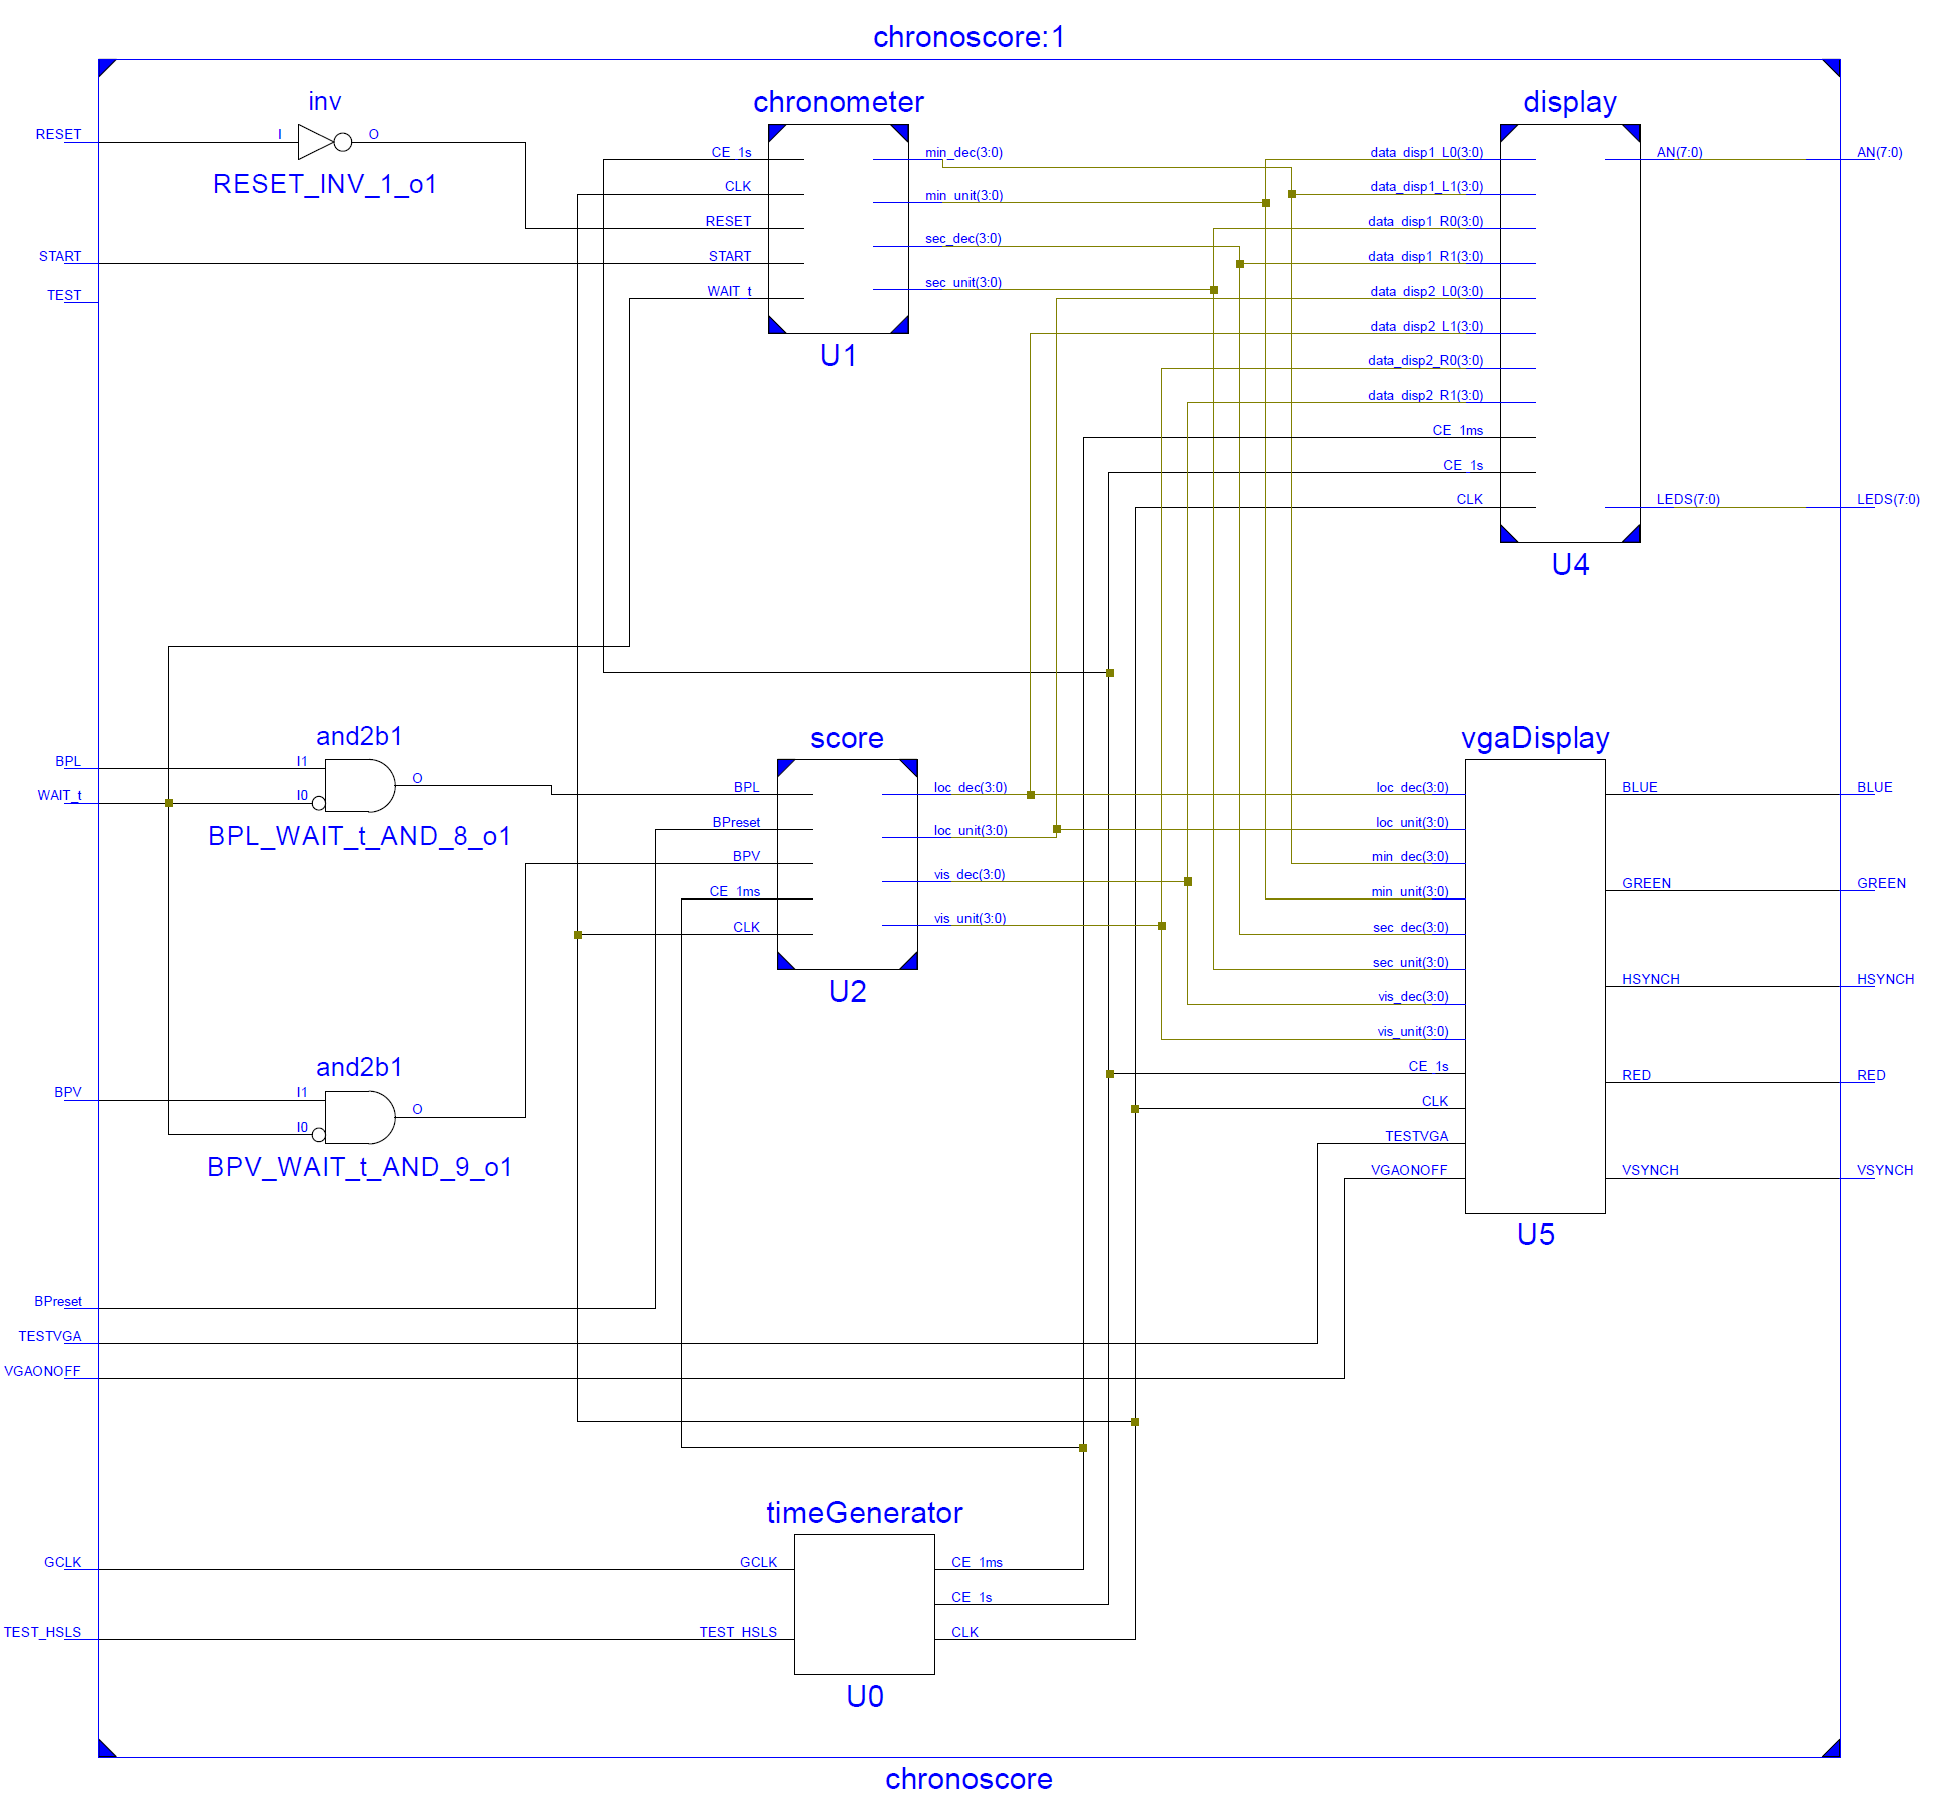 chronoscore:1
inv
chronometer
display
RESET
I
O
RESET_INV_1_o1
START
TEST
CE_1s
CLK
RESET
START
WAIT_t
min_dec(3:0)
min_unit(3:0)
sec_dec(3:0)
sec_unit(3:0)
U1
data_disp1_L0(3:0)
data_disp1_L1(3:0)
data_disp1_R0(3:0)
data_disp1_R1(3:0)
data_disp2_L0(3:0)
data_disp2_L1(3:0)
data_disp2_R0(3:0)
data_disp2_R1(3:0)
CE_1ms
CE_1s
CLK
AN(7:0)
LEDS(7:0)
AN(7:0)
LEDS(7:0)
U4
and2b1
BPL
WAIT_t
I1
I0
O
BPL_WAIT_t_AND_8_o1
score
BPL
BPreset
BPV
CE_1ms
CLK
loc_dec(3:0)
loc_unit(3:0)
vis_dec(3:0)
vis_unit(3:0)
U2
vgaDisplay
loc_dec(3:0)
loc_unit(3:0)
min_dec(3:0)
min_unit(3:0)
sec_dec(3:0)
sec_unit(3:0)
vis_dec(3:0)
vis_unit(3:0)
CE_1s
CLK
TESTVGA
VGAONOFF
BLUE
GREEN
HSYNCH
RED
VSYNCH
BLUE
GREEN
HSYNCH
RED
VSYNCH
U5
and2b1
BPV
I1
I0
O
BPV_WAIT_t_AND_9_o1
BPreset
TESTVGA
VGAONOFF
timeGenerator
GCLK
TEST_HSLS
GCLK
TEST_HSLS
CE_1ms
CE_1s
CLK
U0
chronoscore